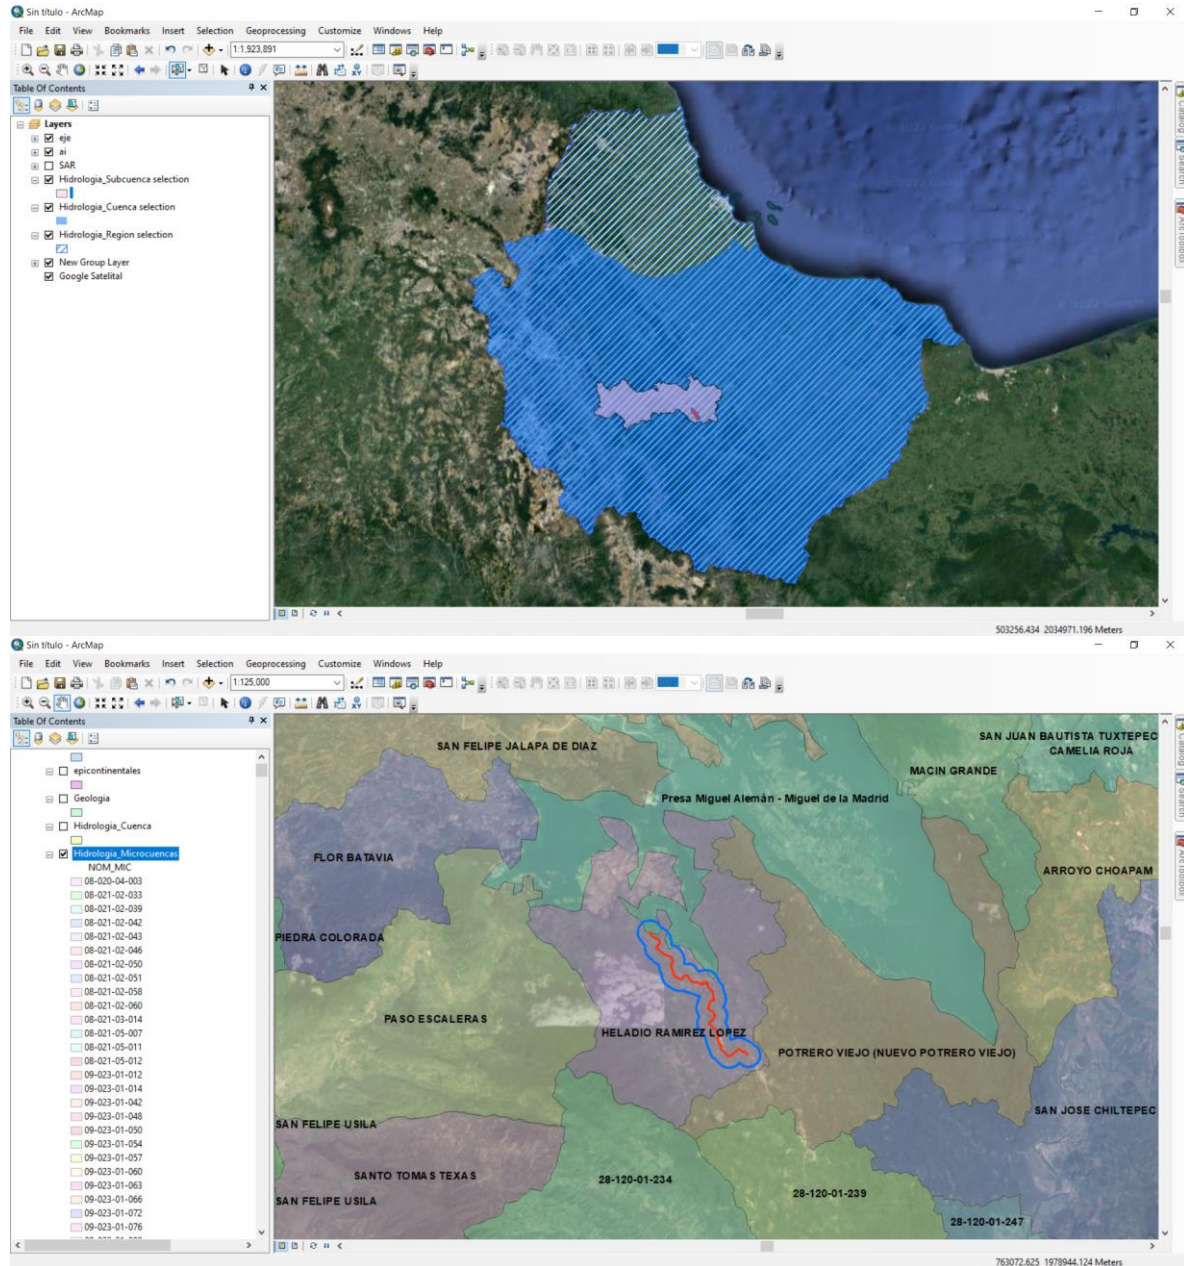 Sin título - ArcMap
File Edit View Bookmarks Insert Selection Geoprocessing Customize Windows Help
1:1,923,891
Table Of Contents
Layers
eje
ai
SAR
Hidrologia_Subcuenca selection
Hidrologia_Cuenca selection
Hidrologia_Region selection
New Group Layer
Google Satelital
Catalog
Search
ArcToolbox
503256.434 2034971.196 Meters
Sin título - ArcMap
File Edit View Bookmarks Insert Selection Geoprocessing Customize Windows Help
1:125,000
Table Of Contents
epicontinentales
Geologia
Hidrologia_Cuenca
Hidrologia_Microcuencas
NOM_MIC
08-020-04-003
08-021-02-033
08-021-02-039
08-021-02-042
08-021-02-043
08-021-02-046
08-021-02-050
08-021-02-051
08-021-02-058
08-021-02-060
08-021-03-014
08-021-05-007
08-021-05-011
08-021-05-012
09-023-01-012
09-023-01-014
09-023-01-042
09-023-01-048
09-023-01-050
09-023-01-054
09-023-01-057
09-023-01-060
09-023-01-063
09-023-01-066
09-023-01-072
09-023-01-076
SAN FELIPE JALAPA DE DIAZ
SAN JUAN BAUTISTA TUXTEPEC
CAMELIA ROJA
MACIN GRANDE
Presa Miguel Alemán - Miguel de la Madrid
FLOR BATAVIA
ARROYO CHOAPAM
PIEDRA COLORADA
PASO ESCALERAS
HELADIO RAMIREZ LOPEZ
POTRERO VIEJO (NUEVO POTRERO VIEJO)
SAN JOSE CHILTEPEC
SAN FELIPE USILA
SANTO TOMAS TEXAS
28-120-01-234
28-120-01-239
SAN FELIPE USILA
28-120-01-247
Catalog
Search
ArcToolbox
763072.625 1978944.124 Meters